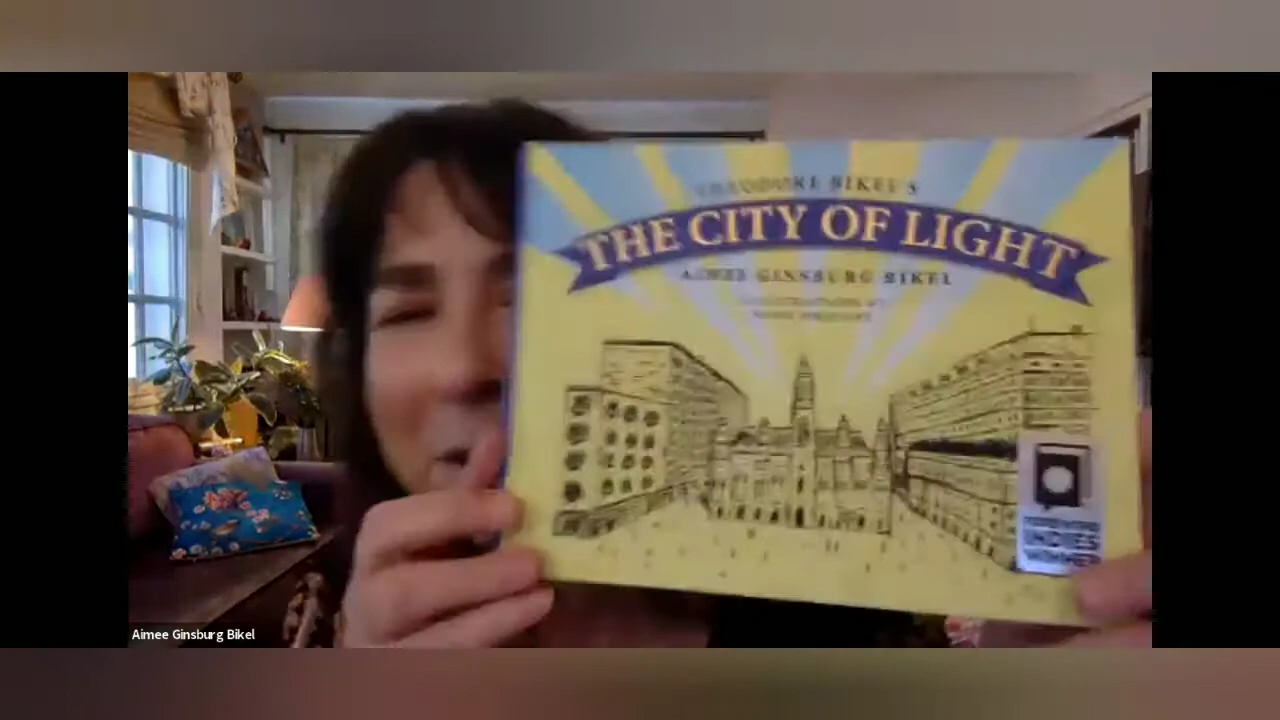 THEODORE BIKEL'S
THE CITY OF LIGHT
AIMEE GINSBURG BIKEL
INDIES
WINNER
Aimee Ginsburg Bikel